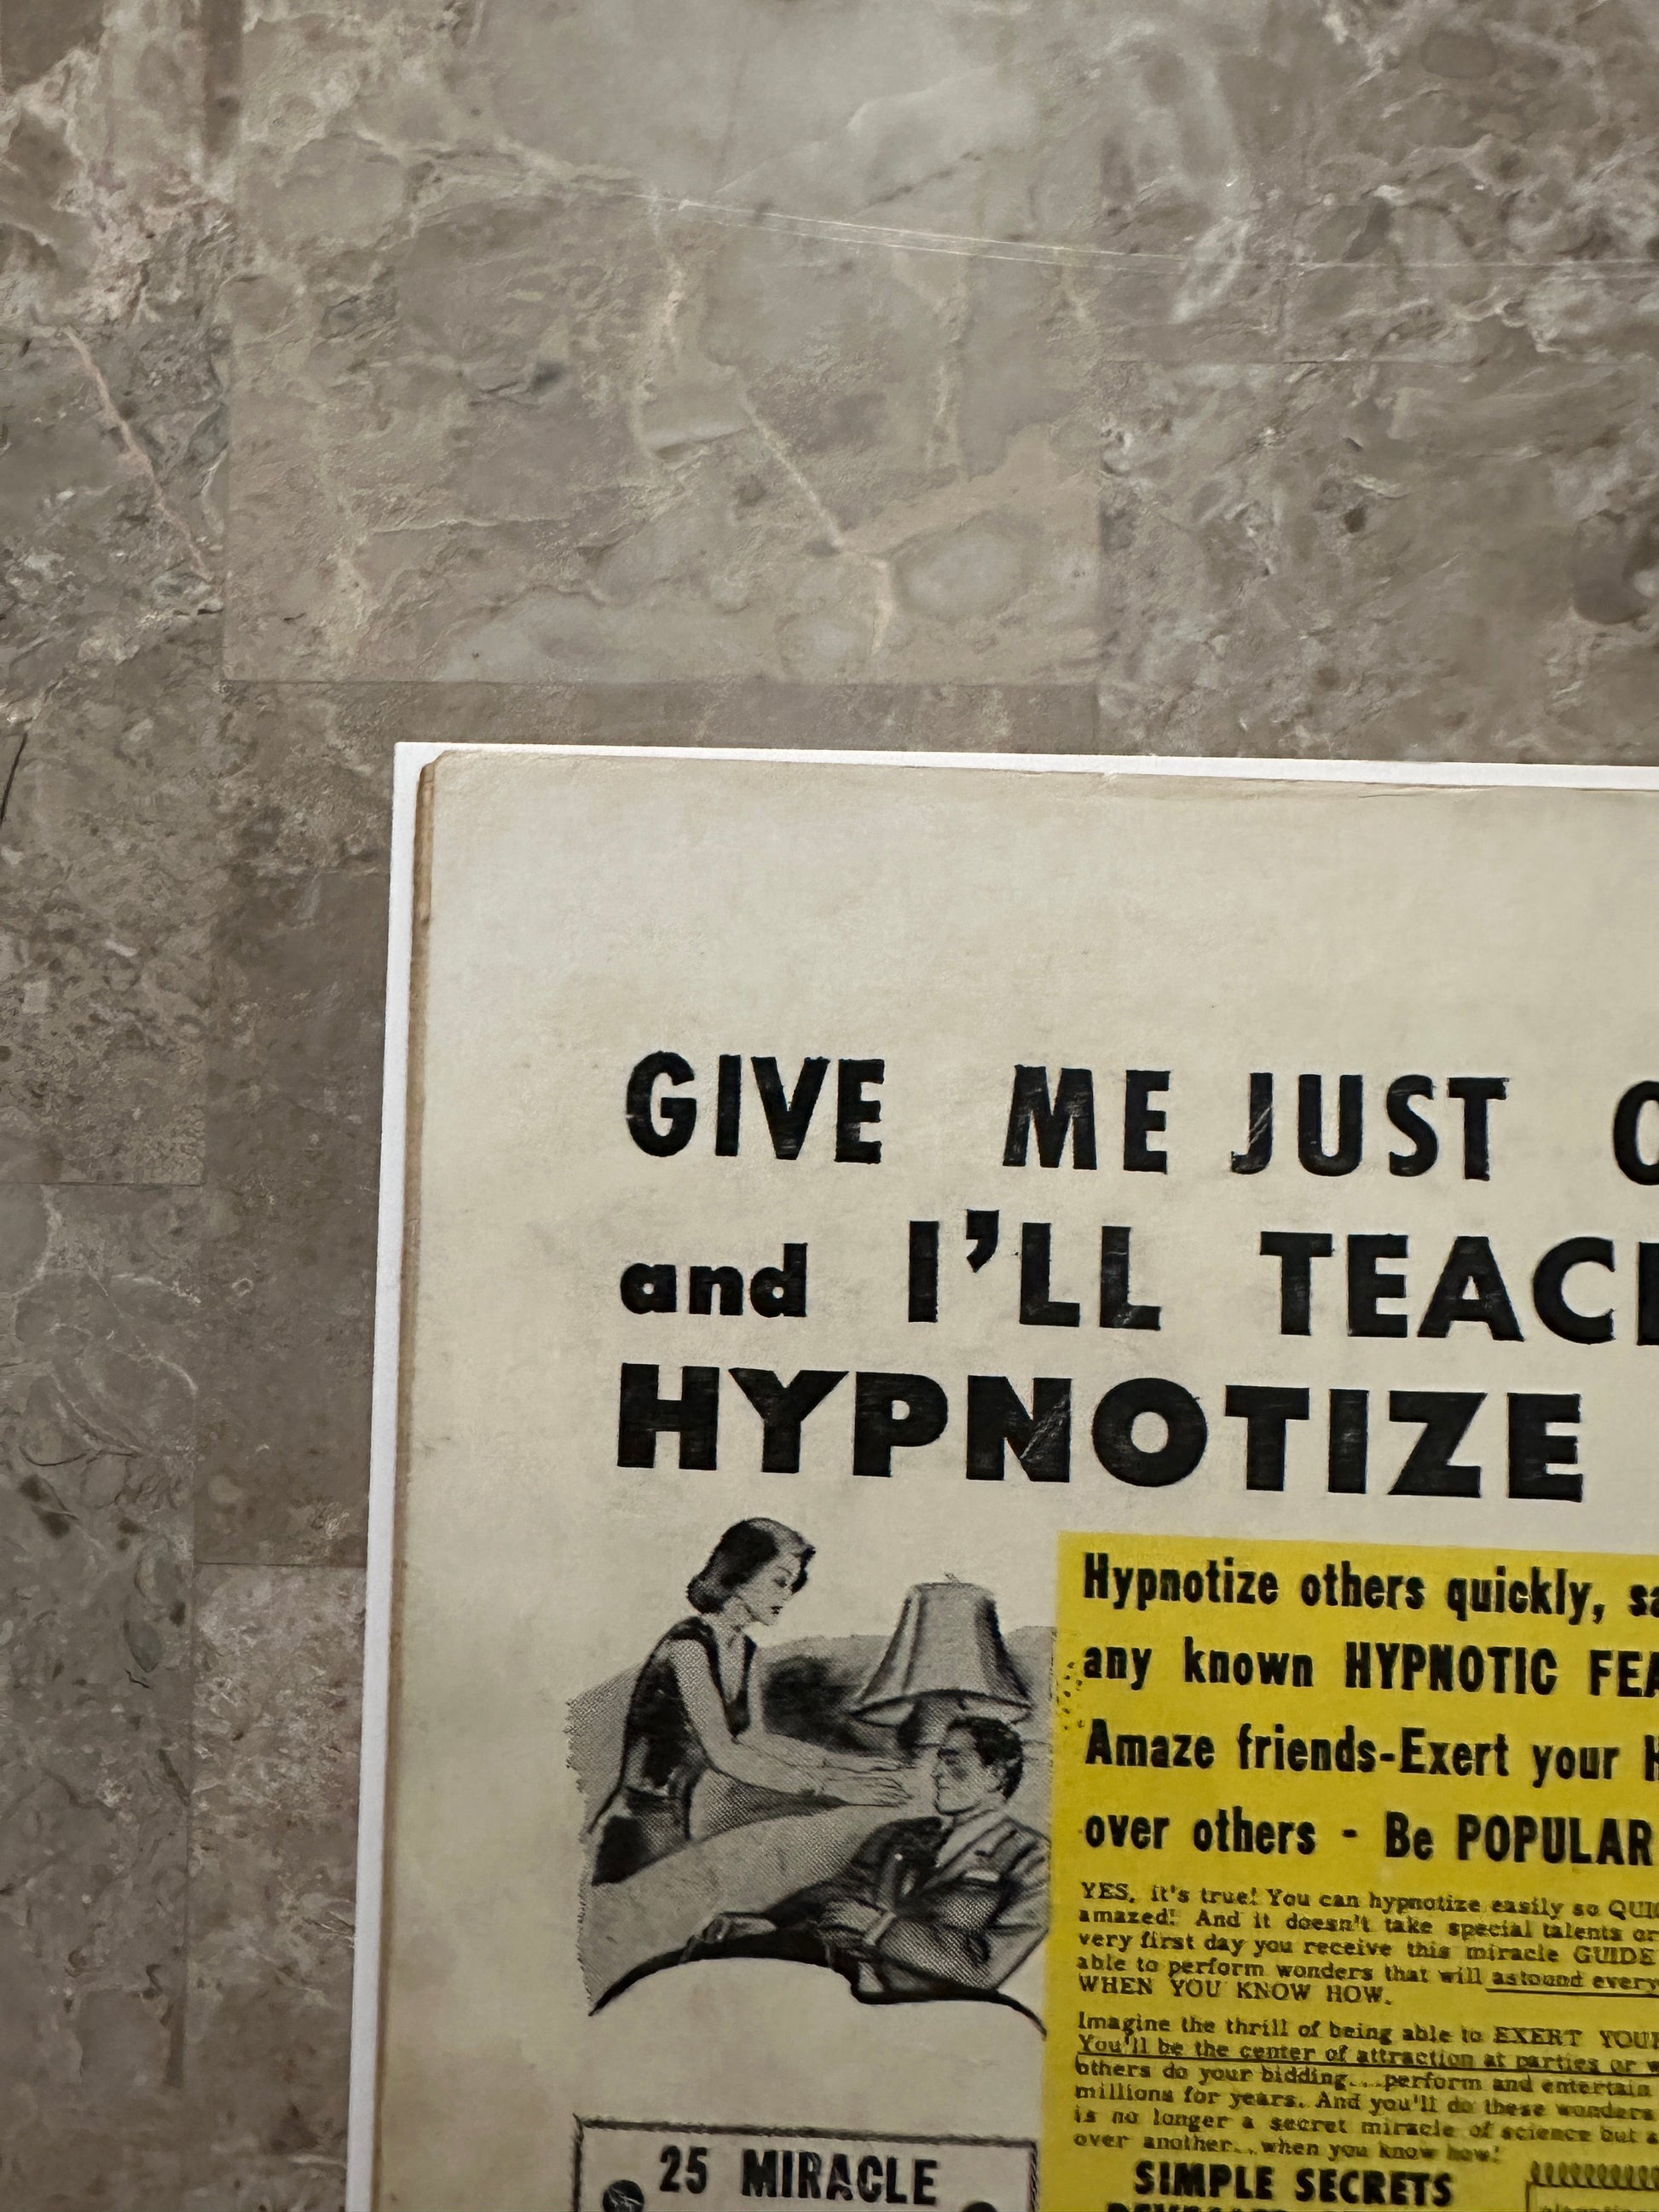 GIVE ME JUST
and I'LL TEAC
HYPNOTIZE
Hypnotize others quickly,
any known HYPNOTIC
Amaze friends-Exert your
over others - Be POPULAR
YES, it's true! You can hypnotize easily so
amazed! And it doesn't take special talents or
very first day you receive this miracle GUIDE
able to perform wonders that will astound
WHEN YOU KNOW HOW.
Imagine the thrill of being able to EXERT
You'll be the center of attraction at parties or
others do your bidding....perform and entertain
millions for years. And you'll do these wonders
is no longer a secret miracle of science but
over another...when you know how!
25 MIRACLE
SIMPLE SECRETS